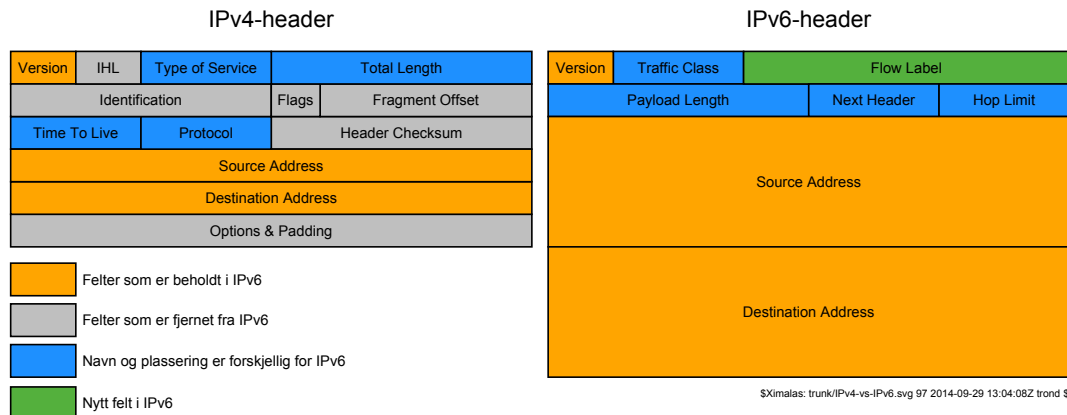 IPv4-header
Version IHL Type of Service Total Length
Identification Flags Fragment Offset
Time To Live Protocol Header Checksum
Source Address
Destination Address
Options & Padding
Felter som er beholdt i IPv6
Felter som er fjernet fra IPv6
Navn og plassering er forskjellig for IPv6
Nytt felt i IPv6
IPv6-header
Version Traffic Class Flow Label
Payload Length Next Header Hop Limit
Source Address
Destination Address
$Ximalas: trunk/IPv4-vs-IPv6.svg 97 2014-09-29 13:04:08Z trond $